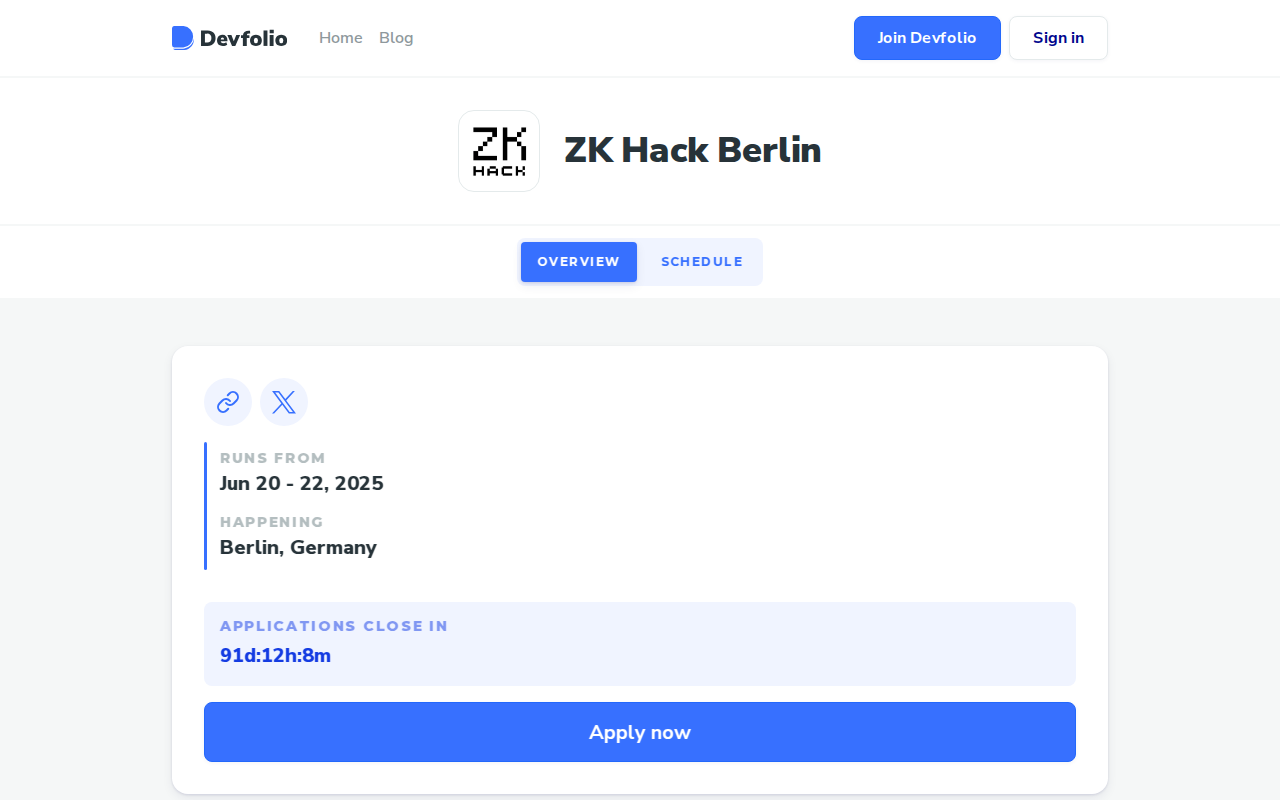 Devfolio
Home
Blog
Join Devfolio
Sign in
ZK
HACK
ZK Hack Berlin
OVERVIEW
SCHEDULE
RUNS FROM
Jun 20 - 22, 2025
HAPPENING
Berlin, Germany
APPLICATIONS CLOSE IN
91d:12h:8m
Apply now